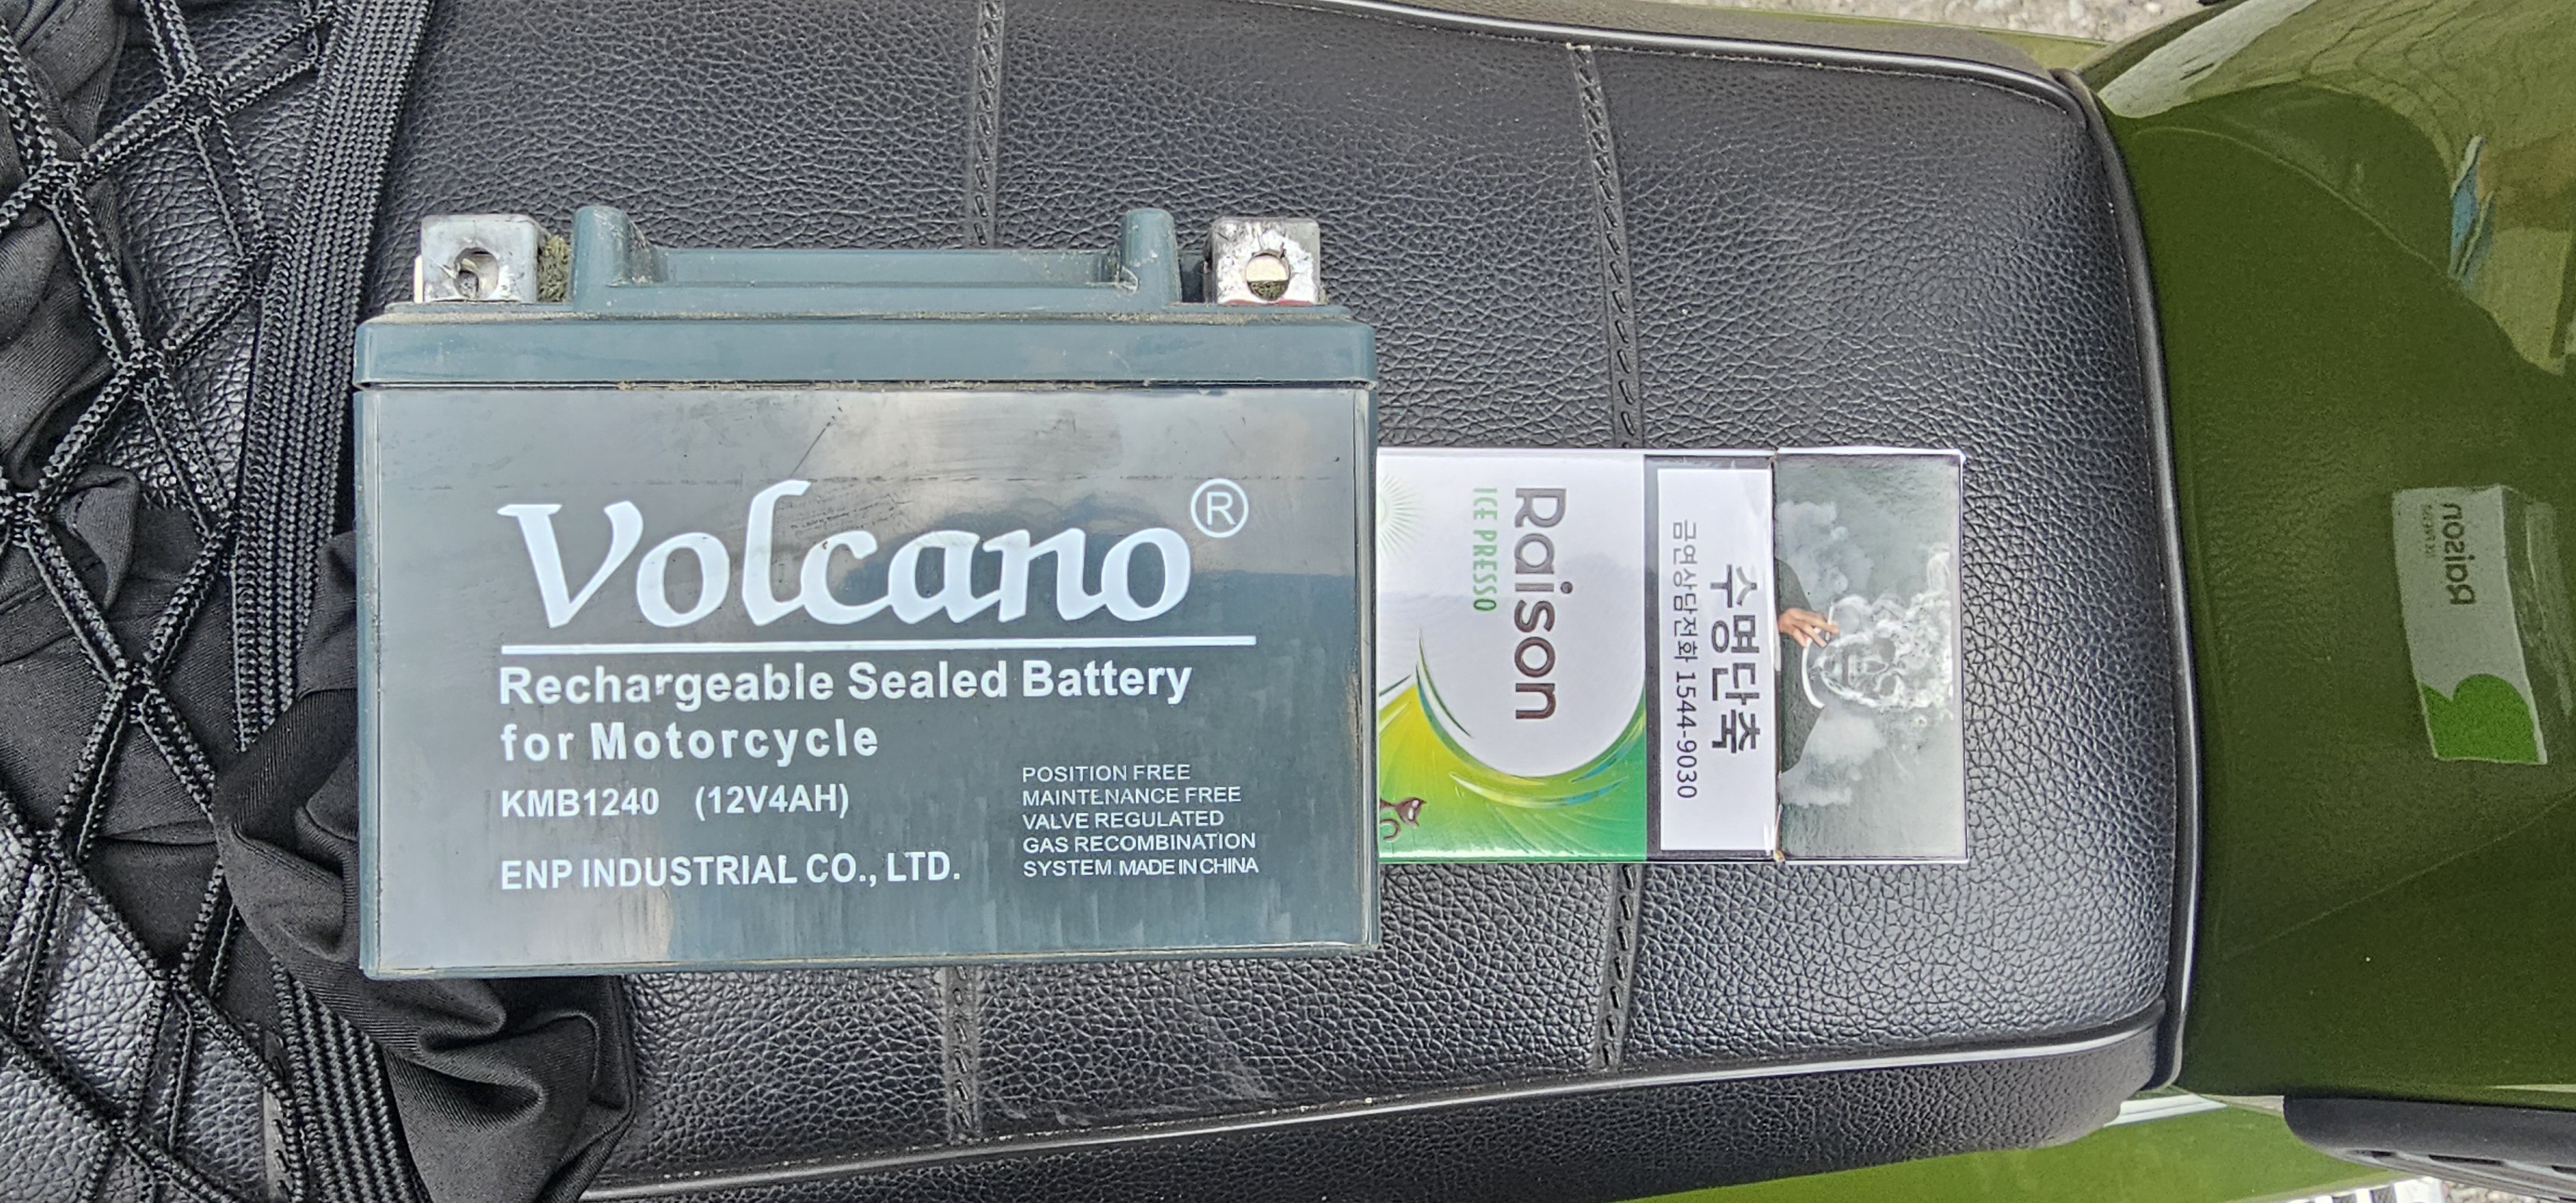 Volcano®
Rechargeable Sealed Battery
for Motorcycle
KMB1240 (12V4AH)
ENP INDUSTRIAL CO., LTD.
POSITION FREE
MAINTENANCE FREE
VALVE REGULATED
GAS RECOMBINATION
SYSTEM MADE IN CHINA
수명단축
금연상담전화 1544-9030
Raison
ICE PRESSO
Raison